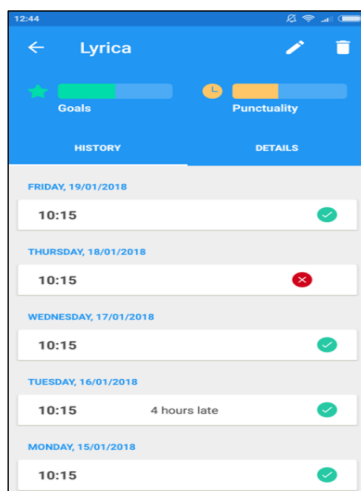 12:44
Lyrica
Goals
Punctuality
HISTORY
DETAILS
FRIDAY, 19/01/2018
10:15
THURSDAY, 18/01/2018
10:15
WEDNESDAY, 17/01/2018
10:15
TUESDAY, 16/01/2018
10:15 4 hours late
MONDAY, 15/01/2018
10:15